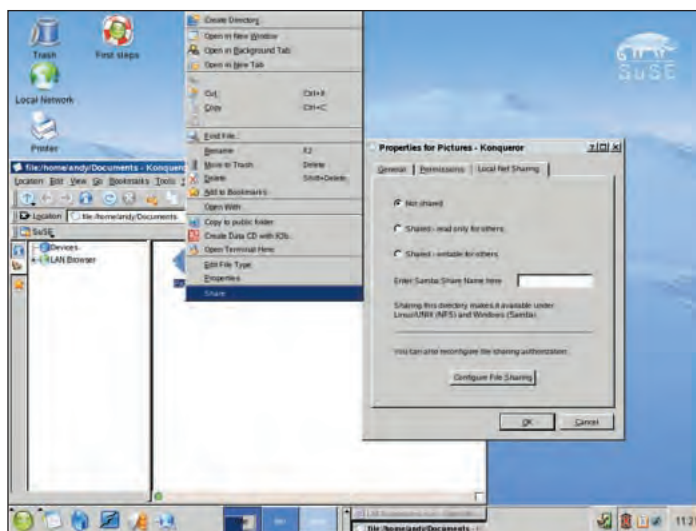 Trash
First steps
Local Network
Printer
SuSE
Create Directory
Open in New Window
Open in Background Tab
Open in New Tab
Cut Ctrl+X
Copy Ctrl+C
Find File
Rename F2
Move to Trash Delete
Delete Shift+Delete
Add to Bookmarks
Open With
Copy to public folder
Create Data CD with K3b
Open Terminal Here
Edit File Type
Properties
Share
file:/home/andy/Documents - Konqueror
Location Edit View Go Bookmarks Tools
Location file:/home/andy/Documents
SuSE
Devices
LAN Browser
Properties for Pictures - Konqueror
General Permissions Local Net Sharing
Not shared
Shared - read only for others
Shared - writable for others
Enter Samba Share Name here
Sharing this directory makes it available under
Linux/UNIX (NFS) and Windows (Samba).
You can also reconfigure file sharing authorization.
Configure File Sharing
OK Cancel
file:/home/andy/Documents -